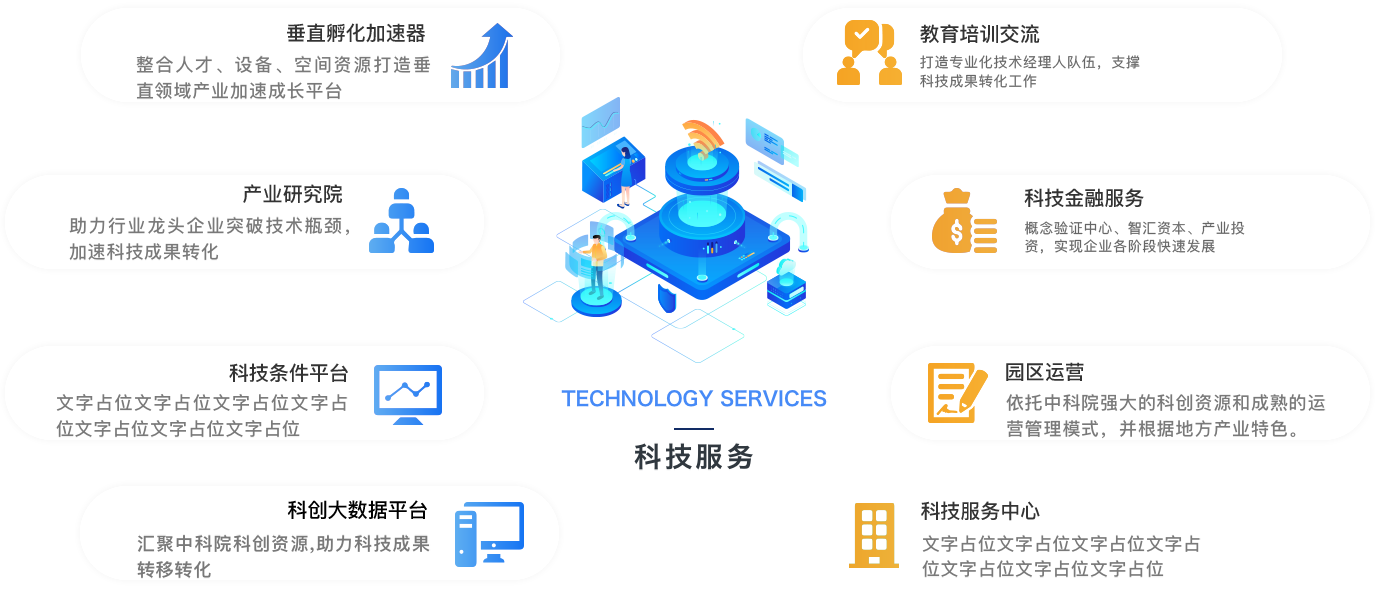 垂直孵化加速器
整合人才、设备、空间资源打造垂
直领域产业加速成长平台
教育培训交流
打造专业化技术经理人队伍，支撑
科技成果转化工作
产业研究院
助力行业龙头企业突破技术瓶颈,
加速科技成果转化
科技金融服务
概念验证中心、智汇资本、产业投
资，实现企业各阶段快速发展
科技条件平台
文字占位文字占位文字占位文字占
位文字占位文字占位文字占位
园区运营
依托中科院强大的科创资源和成熟的运
营管理模式，并根据地方产业特色。
TECHNOLOGY SERVICES
科技服务
科创大数据平台
汇聚中科院科创资源,助力科技成果
转移转化
科技服务中心
文字占位文字占位文字占位文字占
位文字占位文字占位文字占位